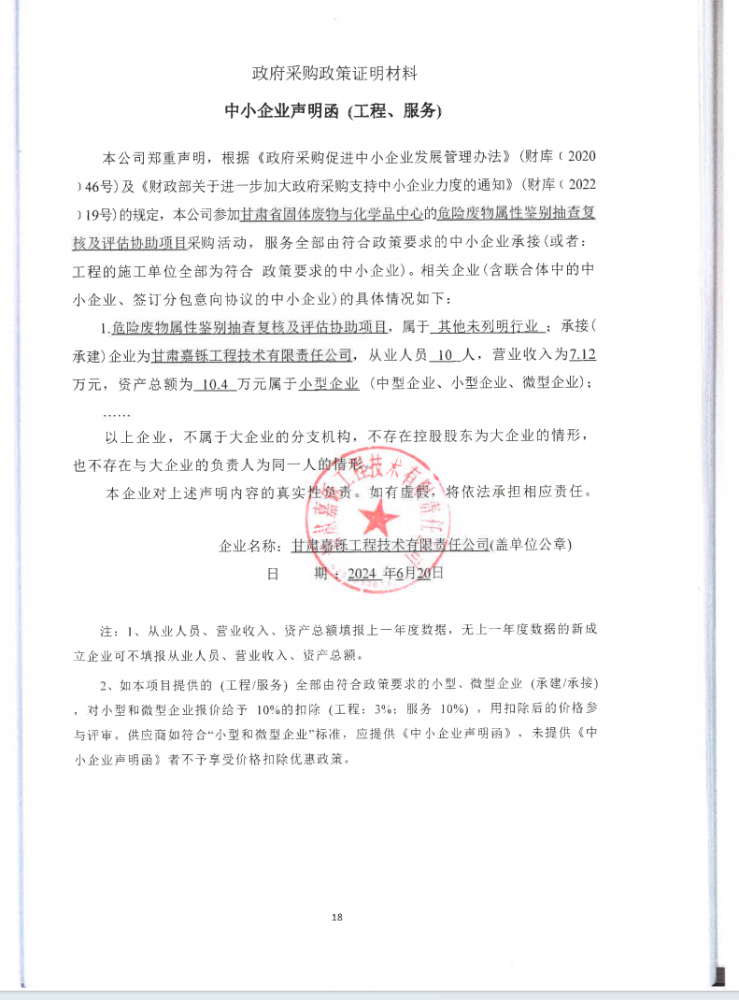 政府采购政策证明材料
中小企业声明函 (工程、服务)
本公司郑重声明，根据《政府采购促进中小企业发展管理办法》(财库﹝2020
﹞46号)及《财政部关于进一步加大政府采购支持中小企业力度的通知》(财库﹝2022
﹞19号)的规定，本公司参加甘肃省固体废物与化学品中心的危险废物属性鉴别抽查复
核及评估协助项目采购活动，服务全部由符合政策要求的中小企业承接(或者：
工程的施工单位全部为符合 政策要求的中小企业)。相关企业(含联合体中的中
小企业、签订分包意向协议的中小企业)的具体情况如下：
1.危险废物属性鉴别抽查复核及评估协助项目，属于 其他未列明行业 ；承接(
承建)企业为甘肃嘉铄工程技术有限责任公司，从业人员 10 人，营业收入为7.12
万元，资产总额为 10.4 万元属于小型企业 (中型企业、小型企业、微型企业)；
……
以上企业，不属于大企业的分支机构，不存在控股股东为大企业的情形，
也不存在与大企业的负责人为同一人的情形。
本企业对上述声明内容的真实性负责。如有虚假，将依法承担相应责任。
企业名称：甘肃嘉铄工程技术有限责任公司(盖单位公章)
日 期：2024 年6月20日
注：1、从业人员、营业收入、资产总额填报上一年度数据，无上一年度数据的新成
立企业可不填报从业人员、营业收入、资产总额。
2、如本项目提供的 (工程/服务) 全部由符合政策要求的小型、微型企业 (承建/承接)
，对小型和微型企业报价给予 10%的扣除 (工程：3%；服务 10%) ，用扣除后的价格参
与评审。供应商如符合“小型和微型企业”标准，应提供《中小企业声明函》，未提供《中
小企业声明函》者不予享受价格扣除优惠政策。
18